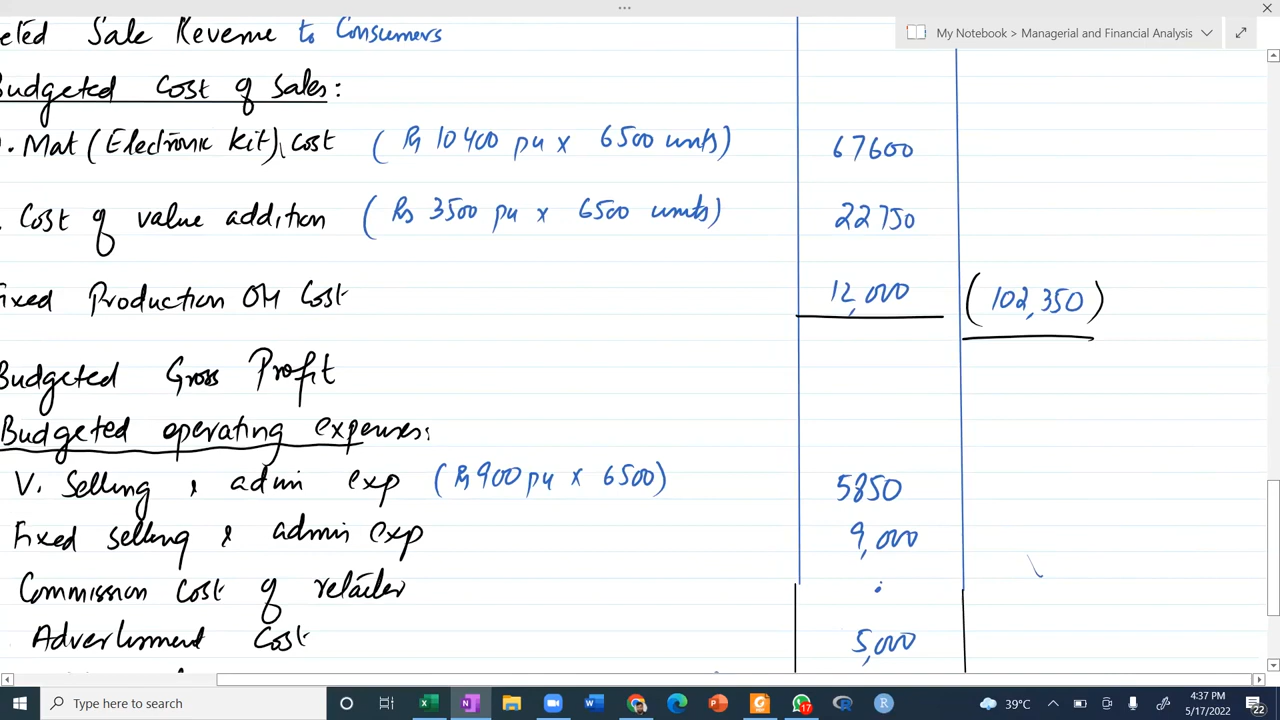 My Notebook > Managerial and Financial Analysis
eted Sale Revenue to Consumers
Budgeted Cost of Sales:
. Mat (Electronic Kit) Cost (Rs 10400 pu x 6500 units) 67600
. Cost of value addition (Rs 3500 pu x 6500 units) 22750
ixed Production OH Cost 12,000 (102,350)
Budgeted Gross Profit
Budgeted operating expenses:
V. Selling & admin exp (Rs 900 pu x 6500) 5850
Fixed selling & admin exp 9,000
Commission Cost of retailer
Advertisment Cost 5,000
Type here to search
17
39°C
4:37 PM
5/17/2022
22